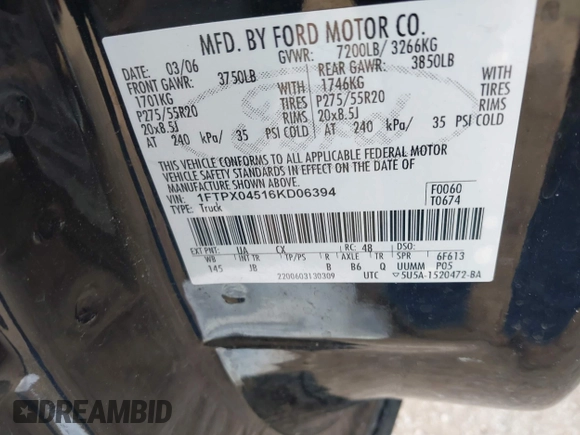 MFD. BY FORD MOTOR CO.
DATE: 03/06 GVWR: 7200LB/ 3266KG
FRONT GAWR: 3750LB REAR GAWR: 3850LB
1701KG WITH 1746KG WITH
P275/55R20 TIRES P275/55R20 TIRES
20x8.5J RIMS 20x8.5J RIMS
AT 240 kPa/ 35 PSI COLD AT 240 kPa/ 35 PSI COLD
THIS VEHICLE CONFORMS TO ALL APPLICABLE FEDERAL MOTOR
VEHICLE SAFETY STANDARDS IN EFFECT ON THE DATE OF
MANUFACTURE SHOWN ABOVE.
VIN: 1FTPX04516KD06394 F0060
TYPE: Truck T0674
EXT PNT: UA CX RC: 48 DSO:
WB INT TR TP/PS R AXLE TR SPR 6F613
145 JB B B6 Q UUMM P05
2200603130309 UTC 5U5A-1520472-BA
Ford
DREAMBID